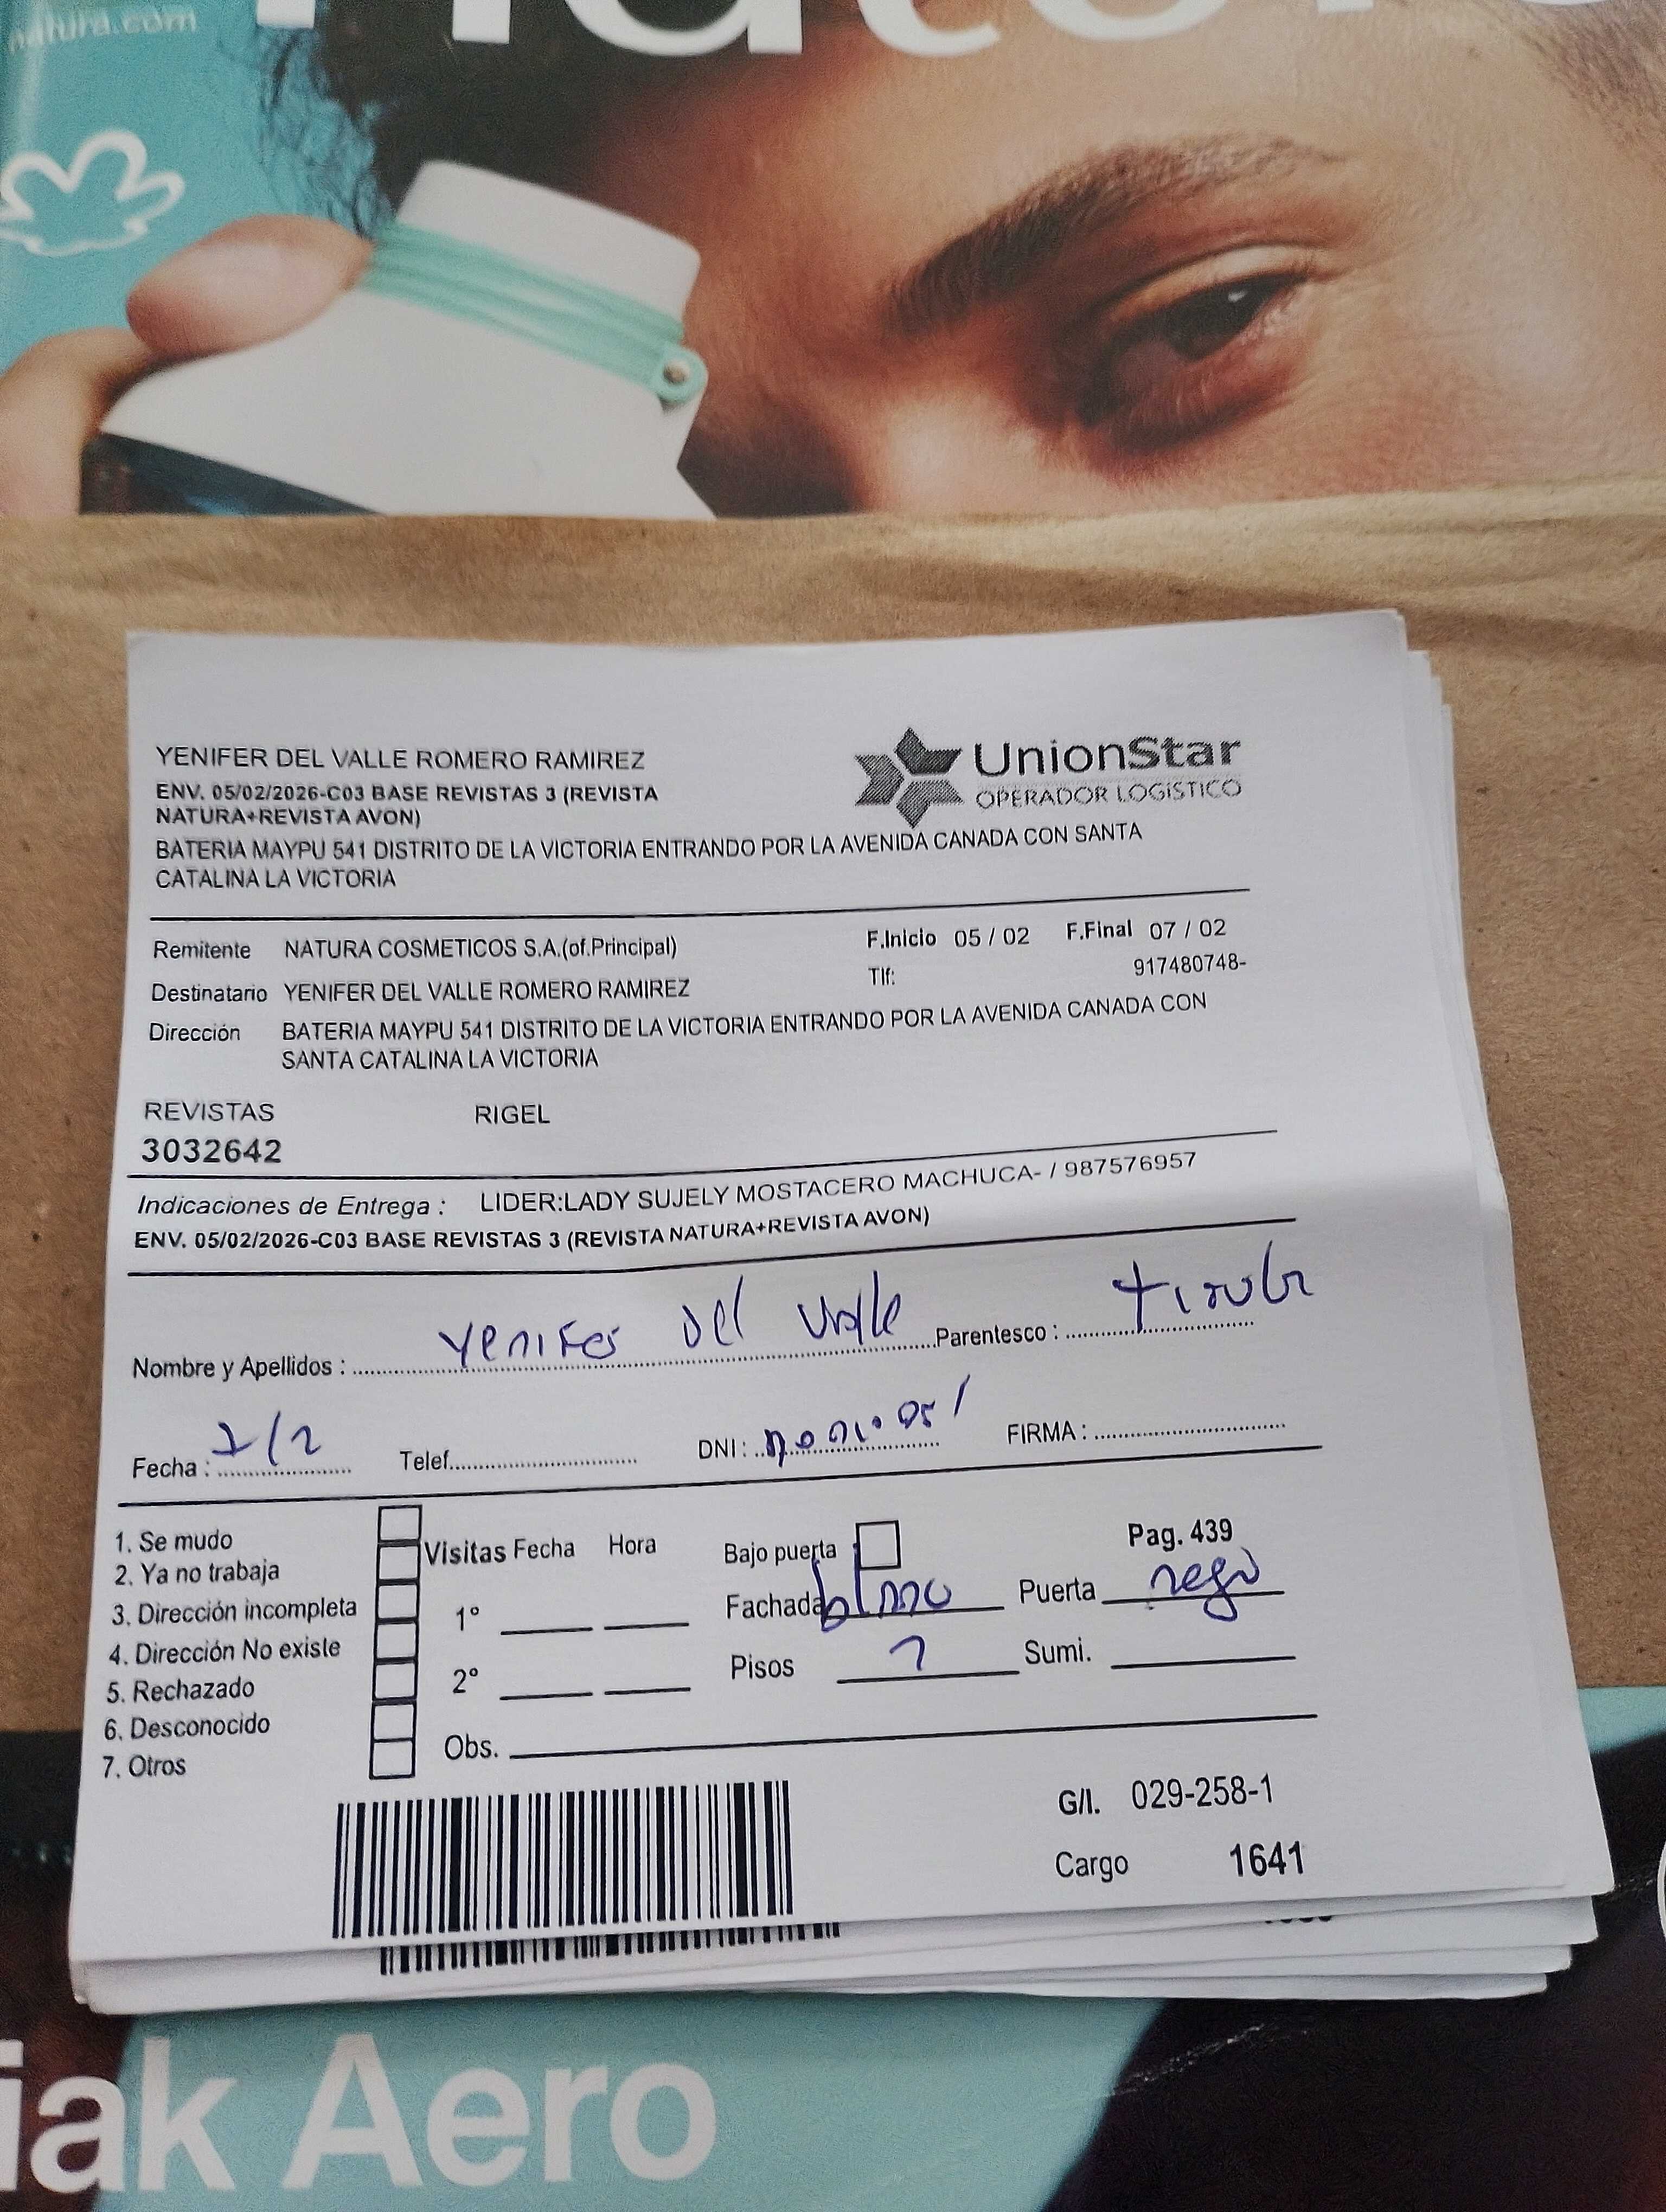 natura.com
natura
YENIFER DEL VALLE ROMERO RAMIREZ
UnionStar
OPERADOR LOGÍSTICO
ENV. 05/02/2026-C03 BASE REVISTAS 3 (REVISTA
NATURA+REVISTA AVON)
BATERIA MAYPU 541 DISTRITO DE LA VICTORIA ENTRANDO POR LA AVENIDA CANADA CON SANTA
CATALINA LA VICTORIA
Remitente NATURA COSMETICOS S.A.(of.Principal) F.Inicio 05 / 02 F.Final 07 / 02
Tlf: 917480748-
Destinatario YENIFER DEL VALLE ROMERO RAMIREZ
Dirección BATERIA MAYPU 541 DISTRITO DE LA VICTORIA ENTRANDO POR LA AVENIDA CANADA CON
SANTA CATALINA LA VICTORIA
REVISTAS RIGEL
3032642
Indicaciones de Entrega : LIDER:LADY SUJELY MOSTACERO MACHUCA- / 987576957
ENV. 05/02/2026-C03 BASE REVISTAS 3 (REVISTA NATURA+REVISTA AVON)
Nombre y Apellidos : Yenifer del Valle Parentesco :
Fecha : 7/2 Telef. DNI : FIRMA :
1. Se mudo
2. Ya no trabaja
3. Dirección incompleta
4. Dirección No existe
5. Rechazado
6. Desconocido
7. Otros
Visitas Fecha Hora
1°
2°
Obs.
Bajo puerta Pag. 439
Fachada Puerta
Pisos Sumi.
G/I. 029-258-1
Cargo 1641
iak Aero